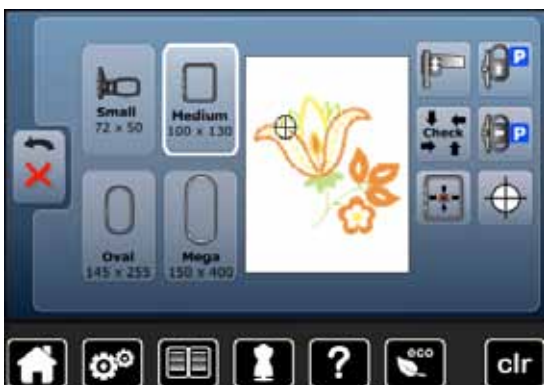 Small
72 x 50
Medium
100 x 130
Oval
145 x 255
Mega
150 x 400
P
Check
P
?
eco
clr